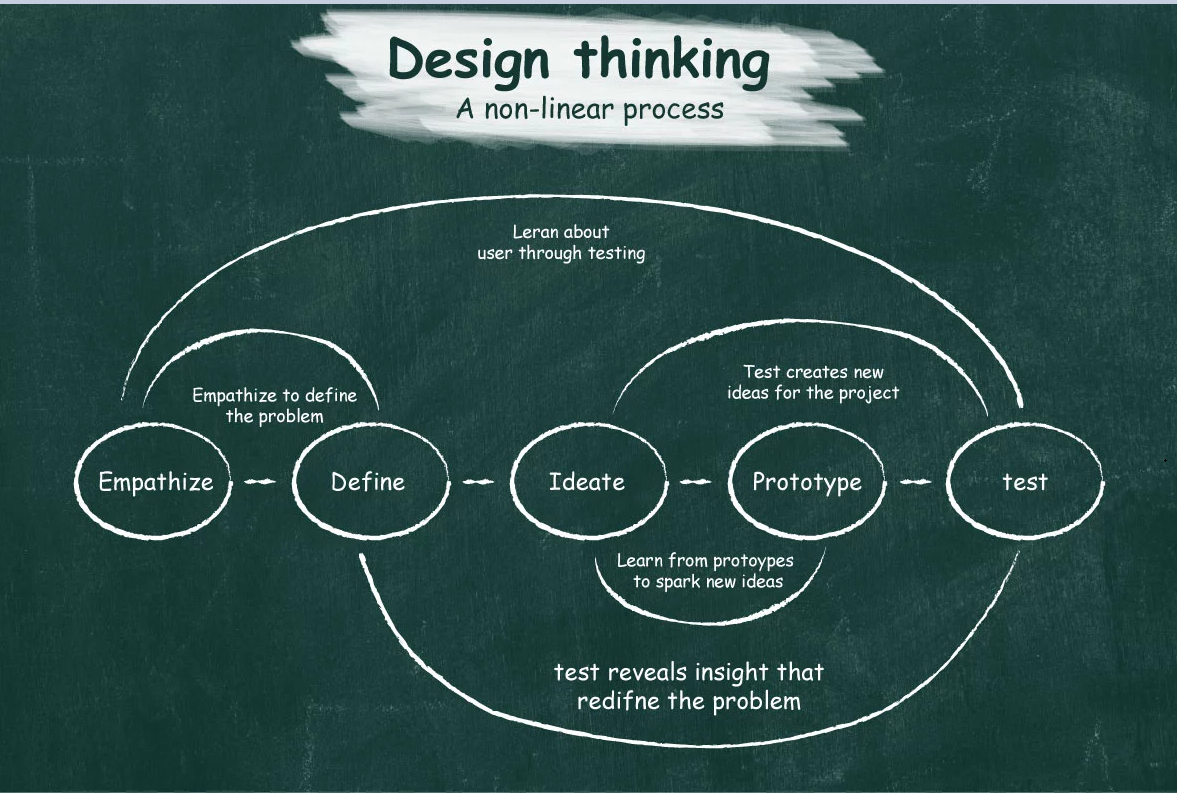 Design thinking
A non-linear process
Leran about
user through testing
Empathize to define
the problem
Test creates new
ideas for the project
Empathize
Define
Ideate
Prototype
test
Learn from protoypes
to spark new ideas
test reveals insight that
redifne the problem